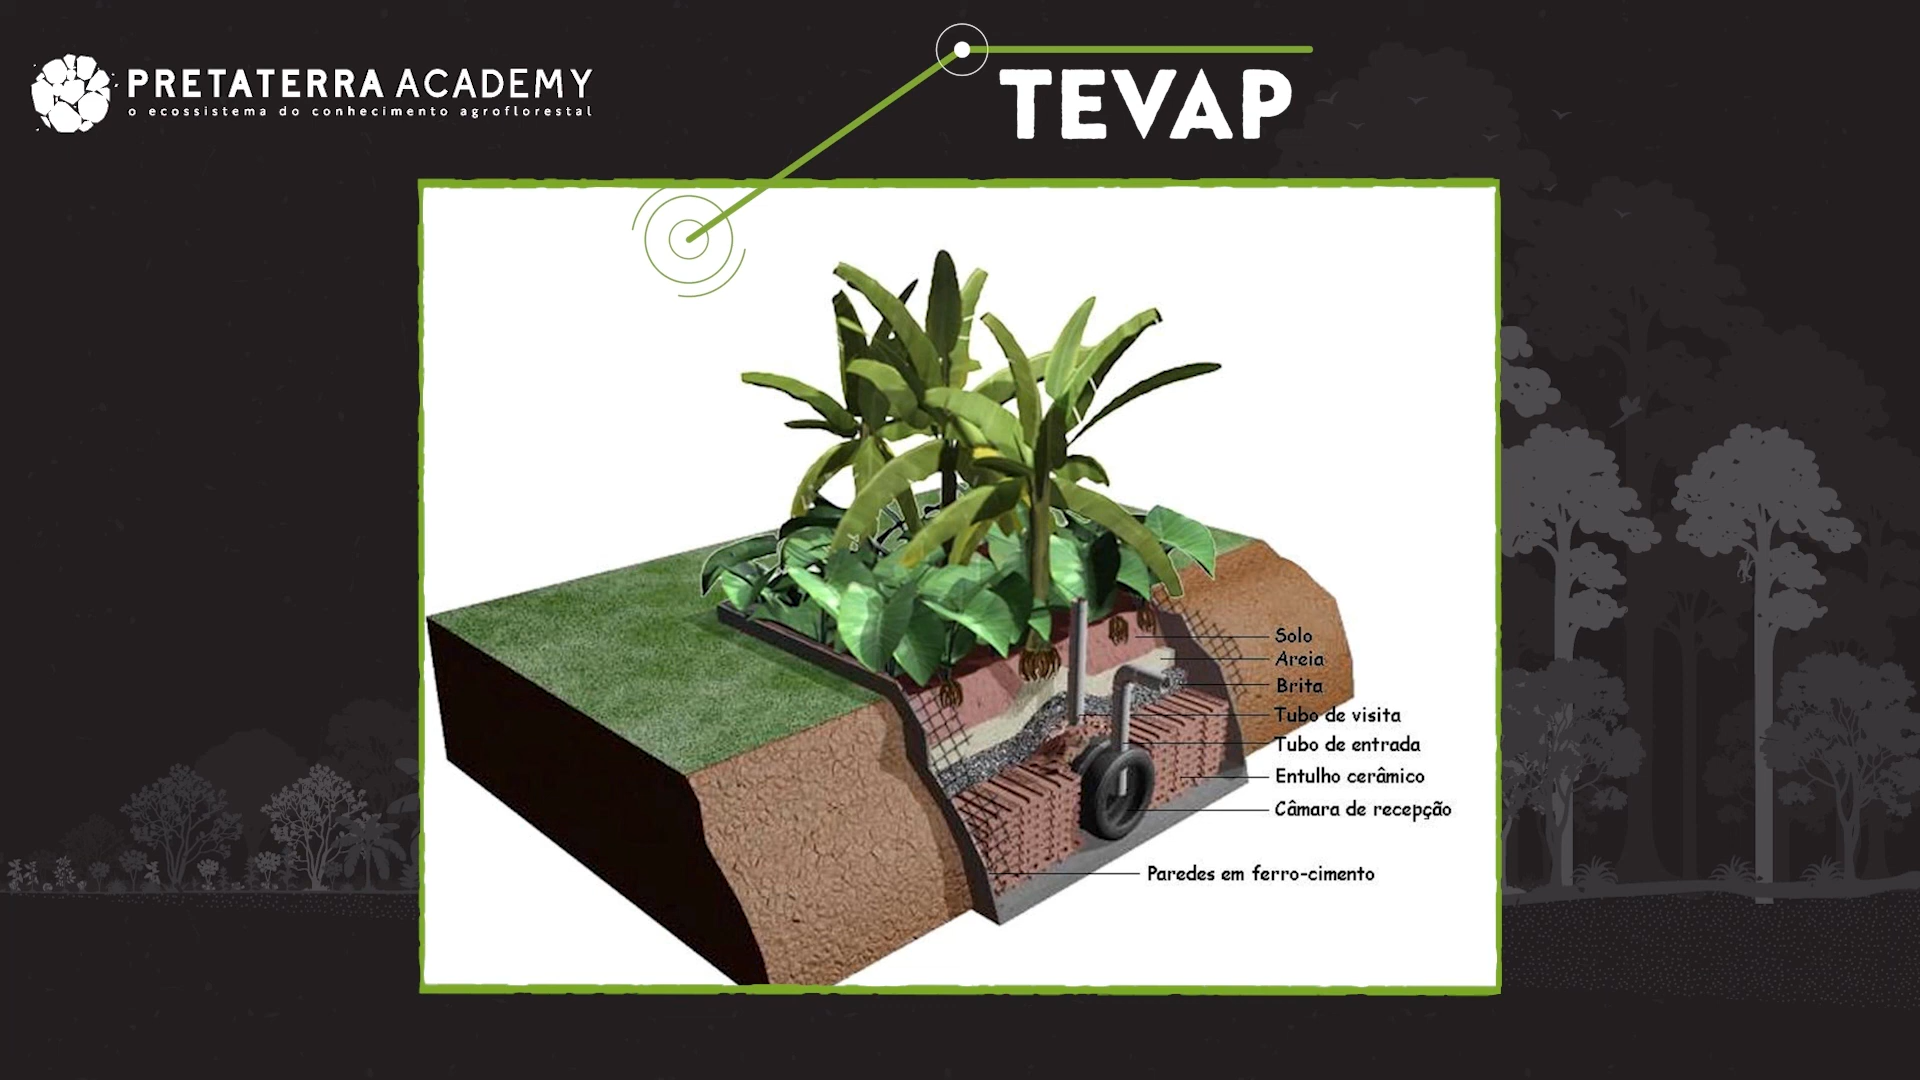 PRETATERRA ACADEMY
o ecossistema do conhecimento agroflorestal
TEVAP
Solo
Areia
Brita
Tubo de visita
Tubo de entrada
Entulho cerâmico
Câmara de recepção
Paredes em ferro-cimento